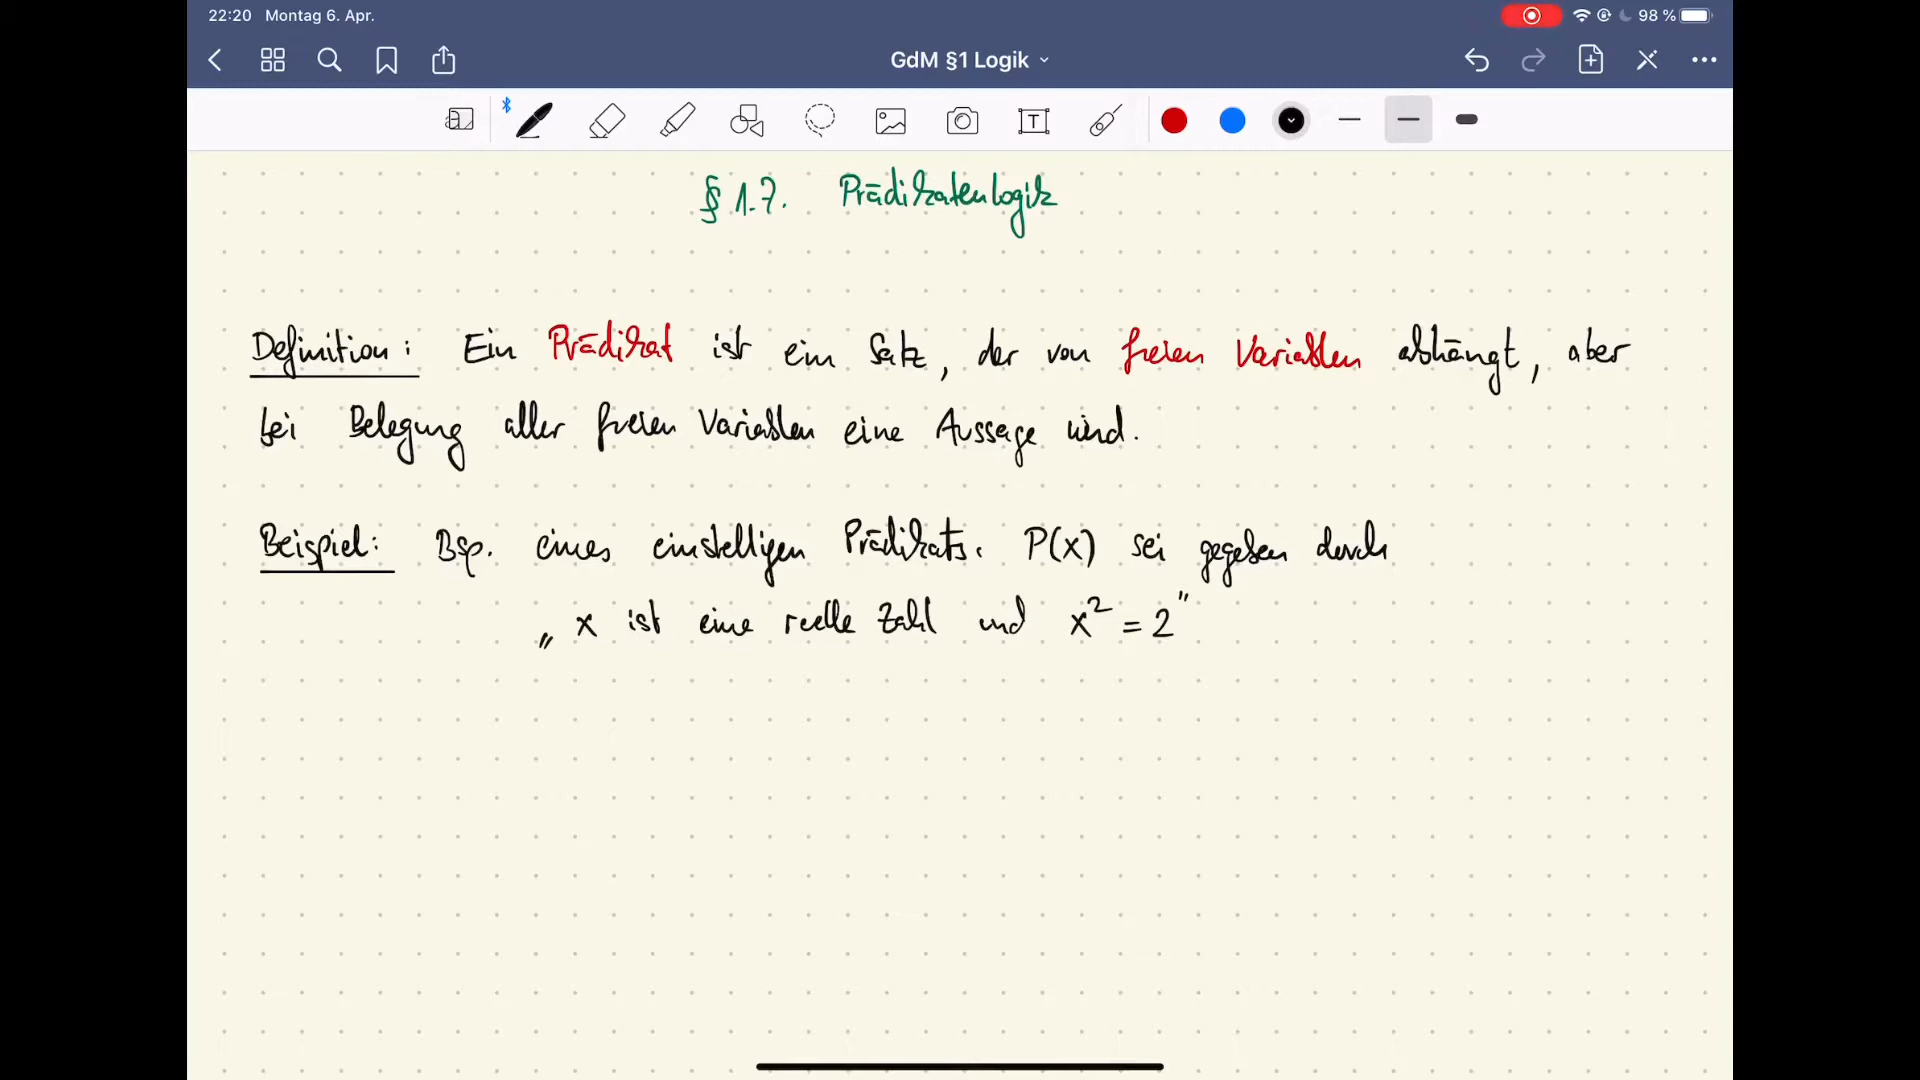 22:20 Montag 6. Apr.
98 %
GdM §1 Logik
§ 1.7. Prädikatenlogik
Definition: Ein Prädikat ist ein Satz, der von freien Variablen abhängt, aber
bei Belegung aller freien Variablen eine Aussage wird.
Beispiel: Bsp. eines einstelligen Prädikats. P(x) sei gegeben durch
„ x ist eine reelle Zahl und x² = 2"